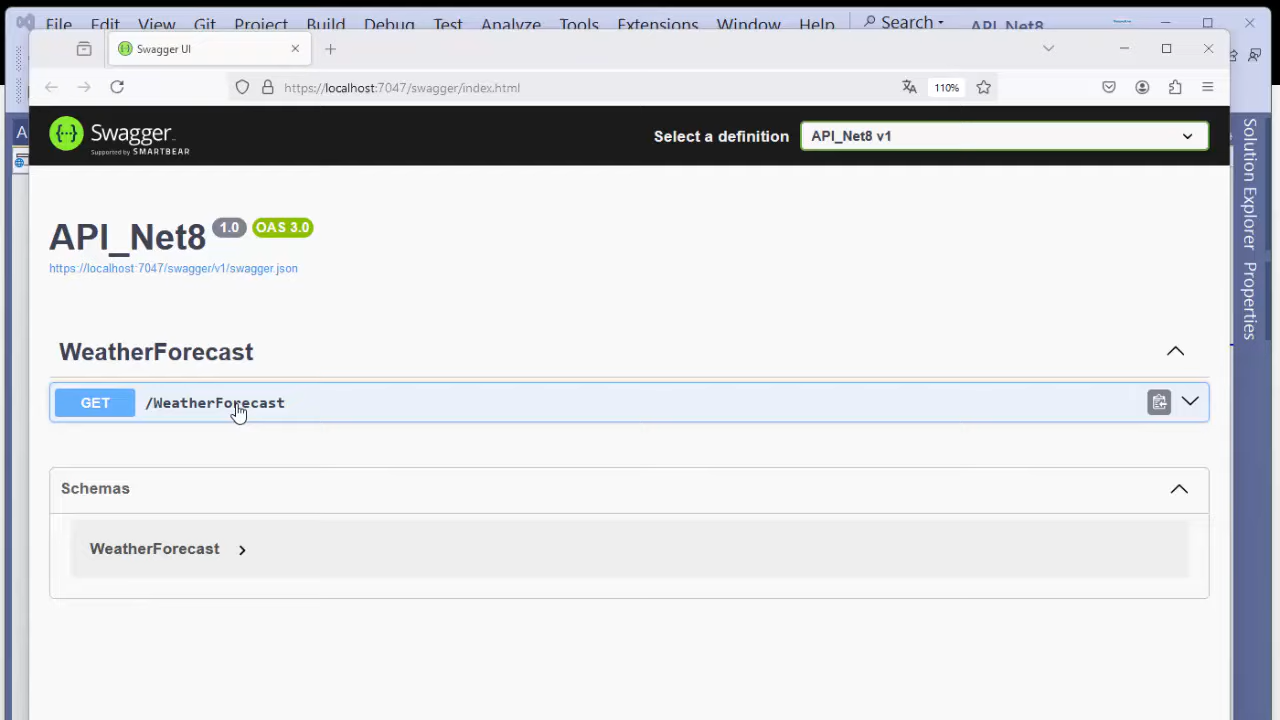 File Edit View Git Project Build Debug Test Analyze Tools Extensions Window Help Search API_Net8
Swagger UI
https://localhost:7047/swagger/index.html 110%
Swagger
Supported by SMARTBEAR
Select a definition API_Net8 v1
API_Net8 1.0 OAS 3.0
https://localhost:7047/swagger/v1/swagger.json
WeatherForecast
GET /WeatherForecast
Schemas
WeatherForecast
Solution Explorer
Properties